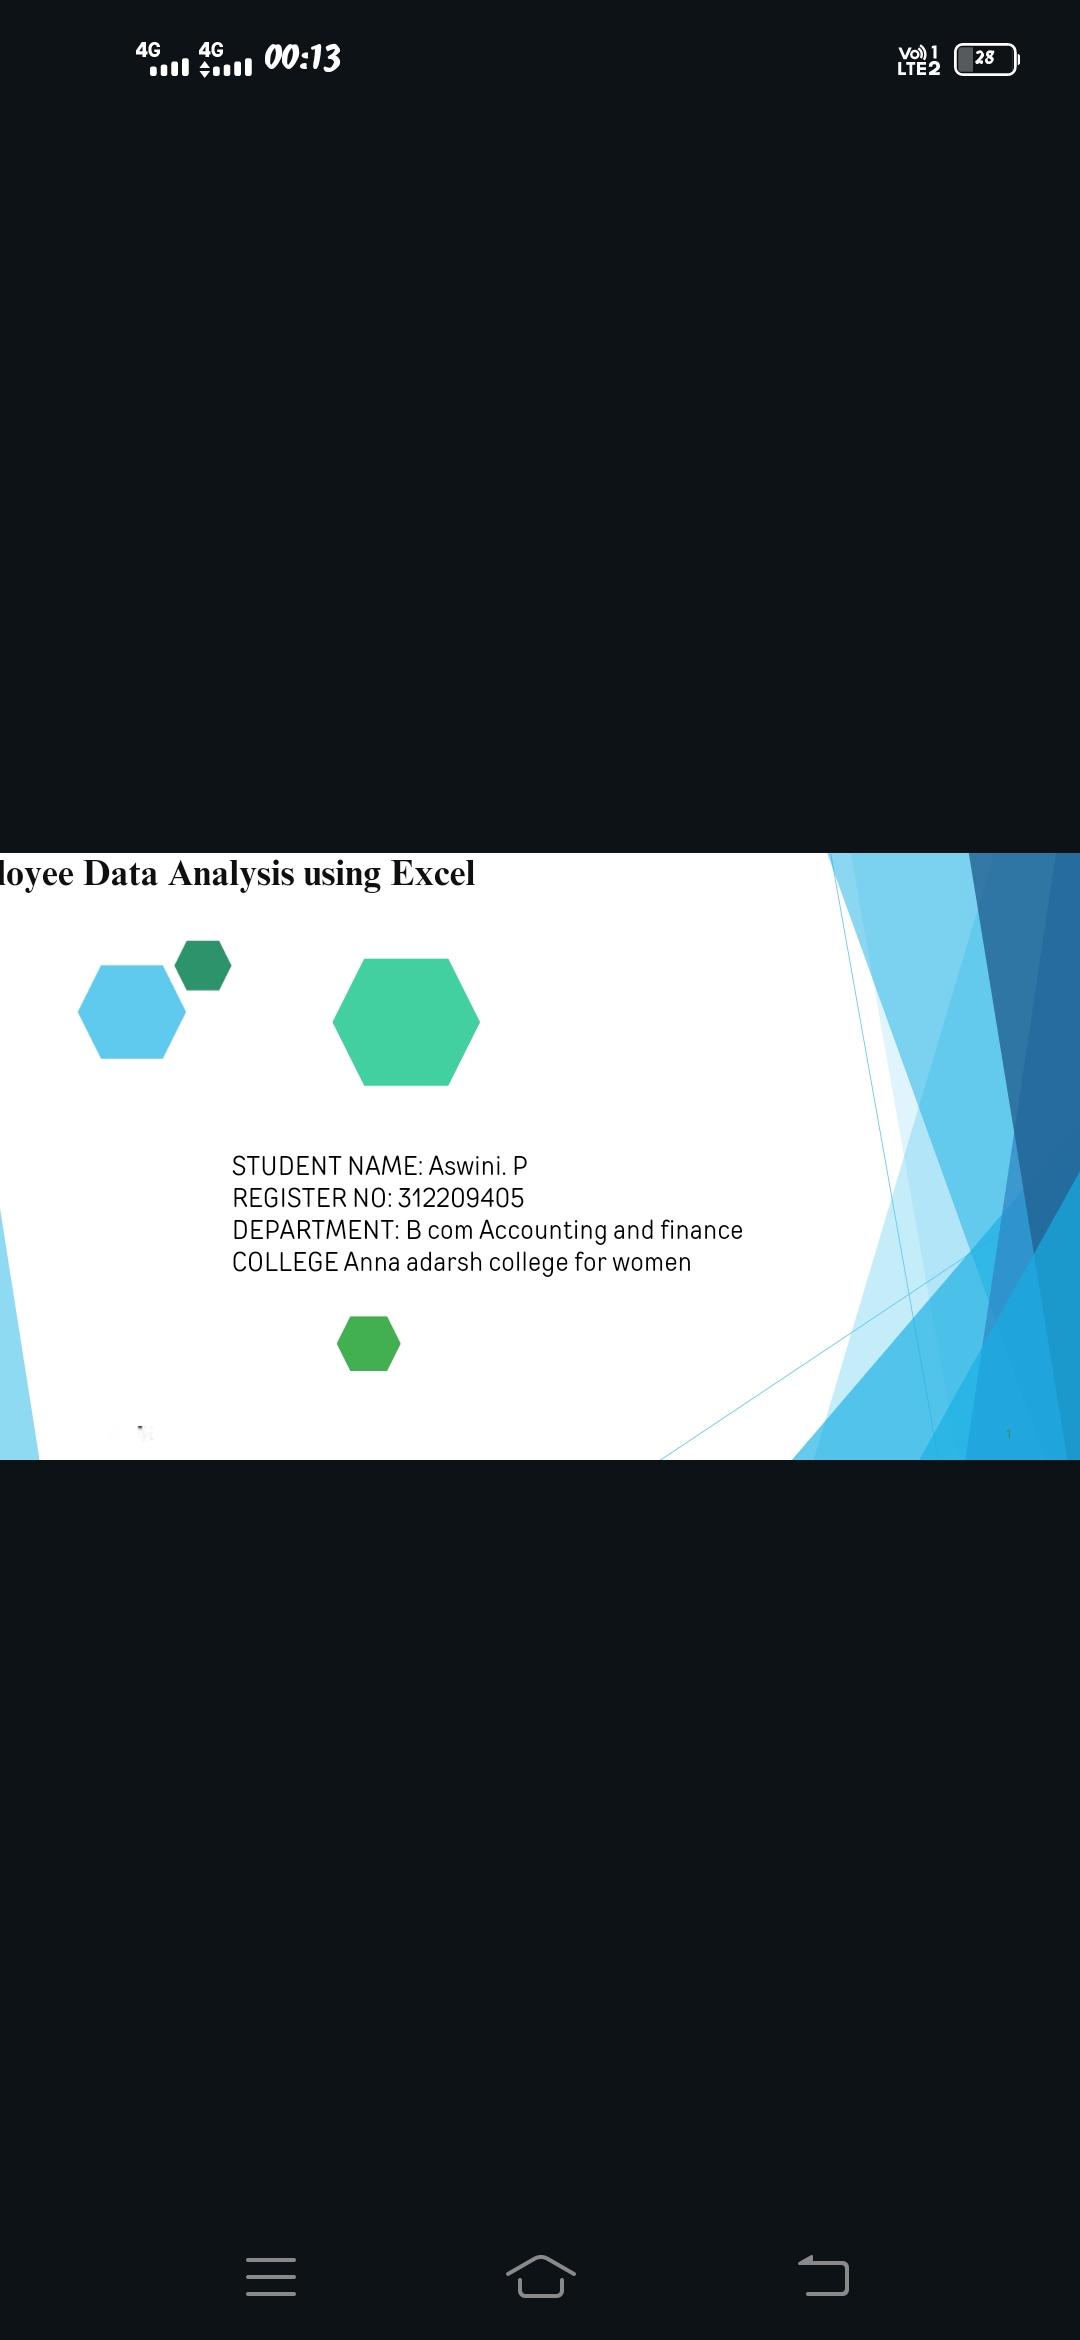 4G 4G 00:13 Vo)) 1 LTE2 28
loyee Data Analysis using Excel
STUDENT NAME: Aswini. P
REGISTER NO: 312209405
DEPARTMENT: B com Accounting and finance
COLLEGE Anna adarsh college for women
1